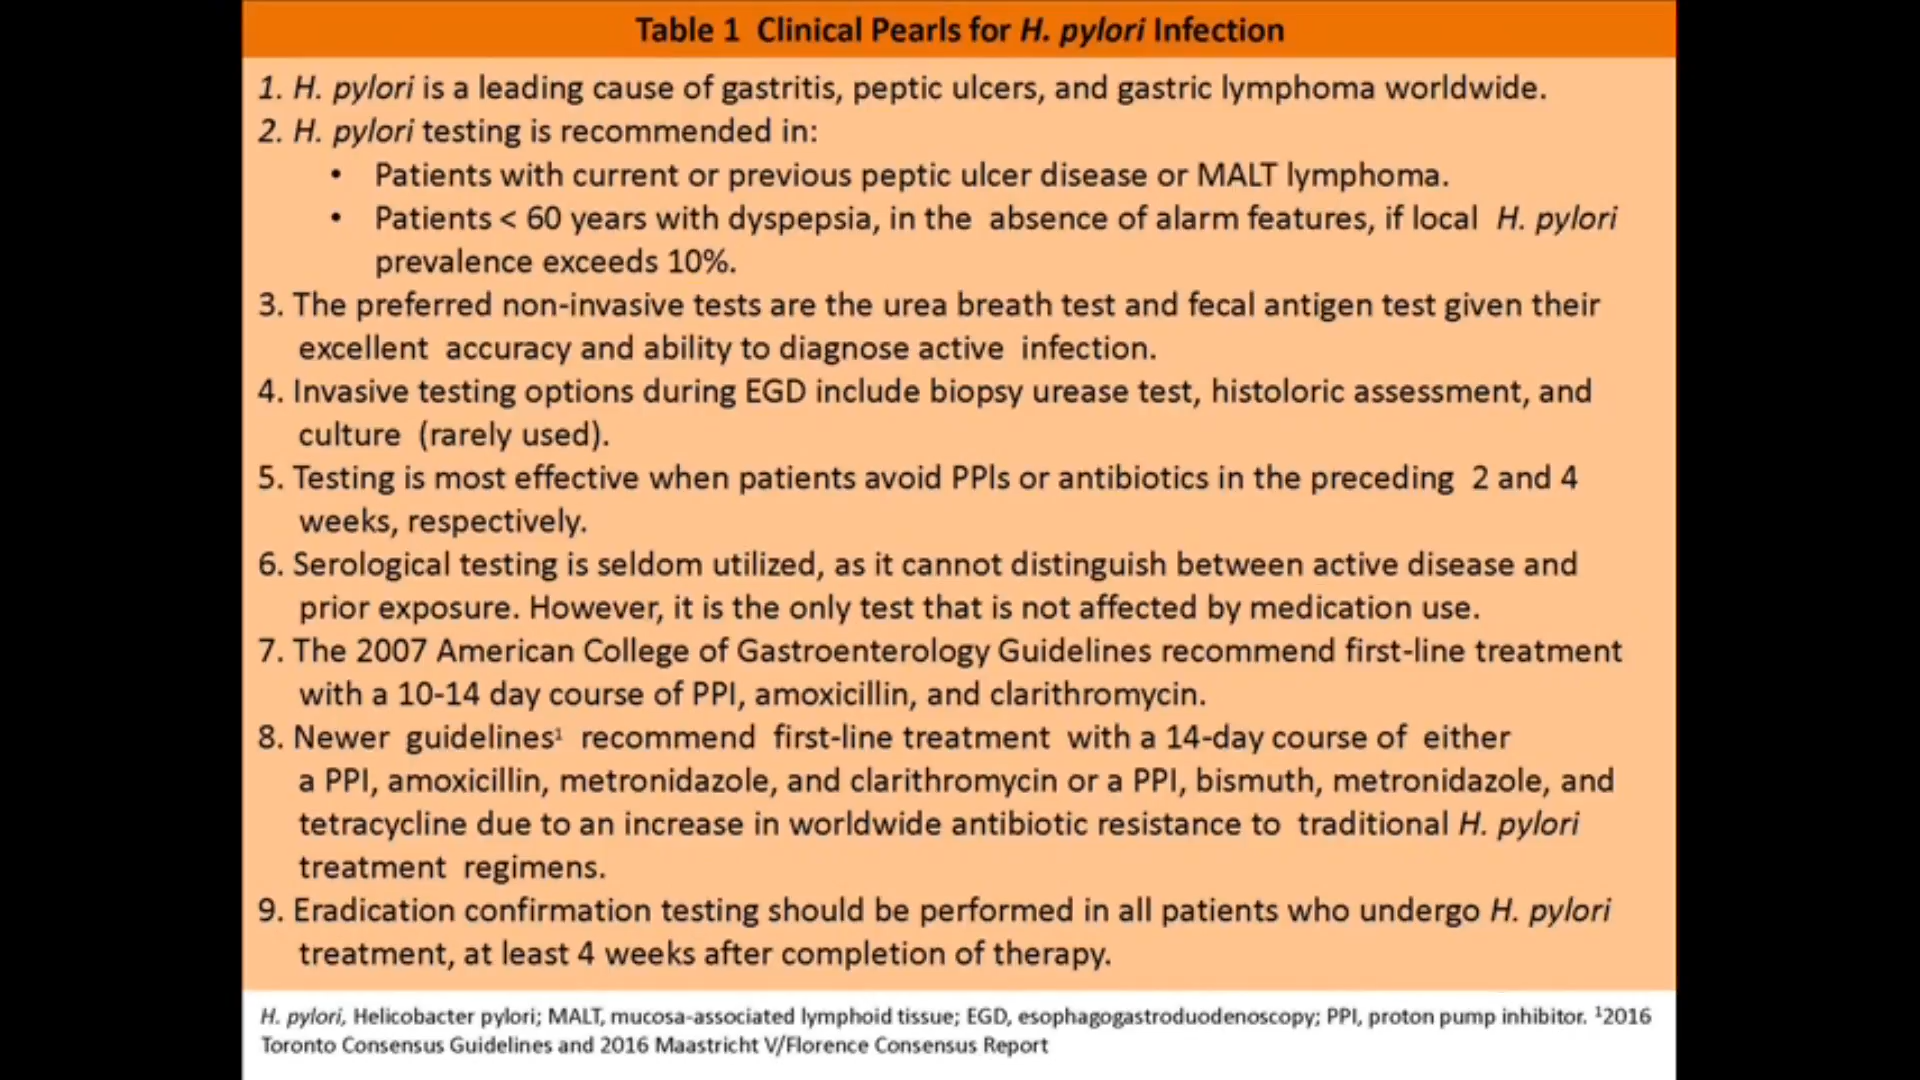 Table 1 Clinical Pearls for H. pylori Infection
1. H. pylori is a leading cause of gastritis, peptic ulcers, and gastric lymphoma worldwide.
2. H. pylori testing is recommended in:
• Patients with current or previous peptic ulcer disease or MALT lymphoma.
• Patients < 60 years with dyspepsia, in the absence of alarm features, if local H. pylori
prevalence exceeds 10%.
3. The preferred non-invasive tests are the urea breath test and fecal antigen test given their
excellent accuracy and ability to diagnose active infection.
4. Invasive testing options during EGD include biopsy urease test, histoloric assessment, and
culture (rarely used).
5. Testing is most effective when patients avoid PPIs or antibiotics in the preceding 2 and 4
weeks, respectively.
6. Serological testing is seldom utilized, as it cannot distinguish between active disease and
prior exposure. However, it is the only test that is not affected by medication use.
7. The 2007 American College of Gastroenterology Guidelines recommend first-line treatment
with a 10-14 day course of PPI, amoxicillin, and clarithromycin.
8. Newer guidelines¹ recommend first-line treatment with a 14-day course of either
a PPI, amoxicillin, metronidazole, and clarithromycin or a PPI, bismuth, metronidazole, and
tetracycline due to an increase in worldwide antibiotic resistance to traditional H. pylori
treatment regimens.
9. Eradication confirmation testing should be performed in all patients who undergo H. pylori
treatment, at least 4 weeks after completion of therapy.
H. pylori, Helicobacter pylori; MALT, mucosa-associated lymphoid tissue; EGD, esophagogastroduodenoscopy; PPI, proton pump inhibitor. ¹2016
Toronto Consensus Guidelines and 2016 Maastricht V/Florence Consensus Report